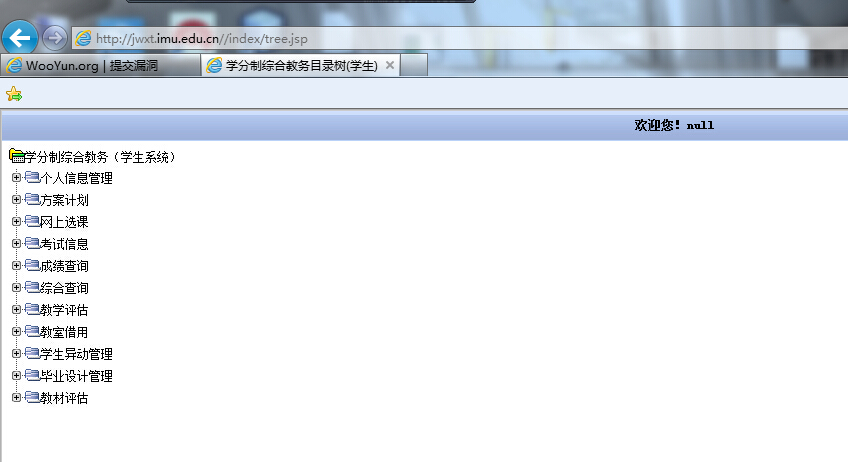 http://jwxt.imu.edu.cn//index/tree.jsp
WooYun.org | 提交漏洞
学分制综合教务目录树(学生)
欢迎您！null
学分制综合教务（学生系统）
个人信息管理
方案计划
网上选课
考试信息
成绩查询
综合查询
教学评估
教室借用
学生异动管理
毕业设计管理
教材评估